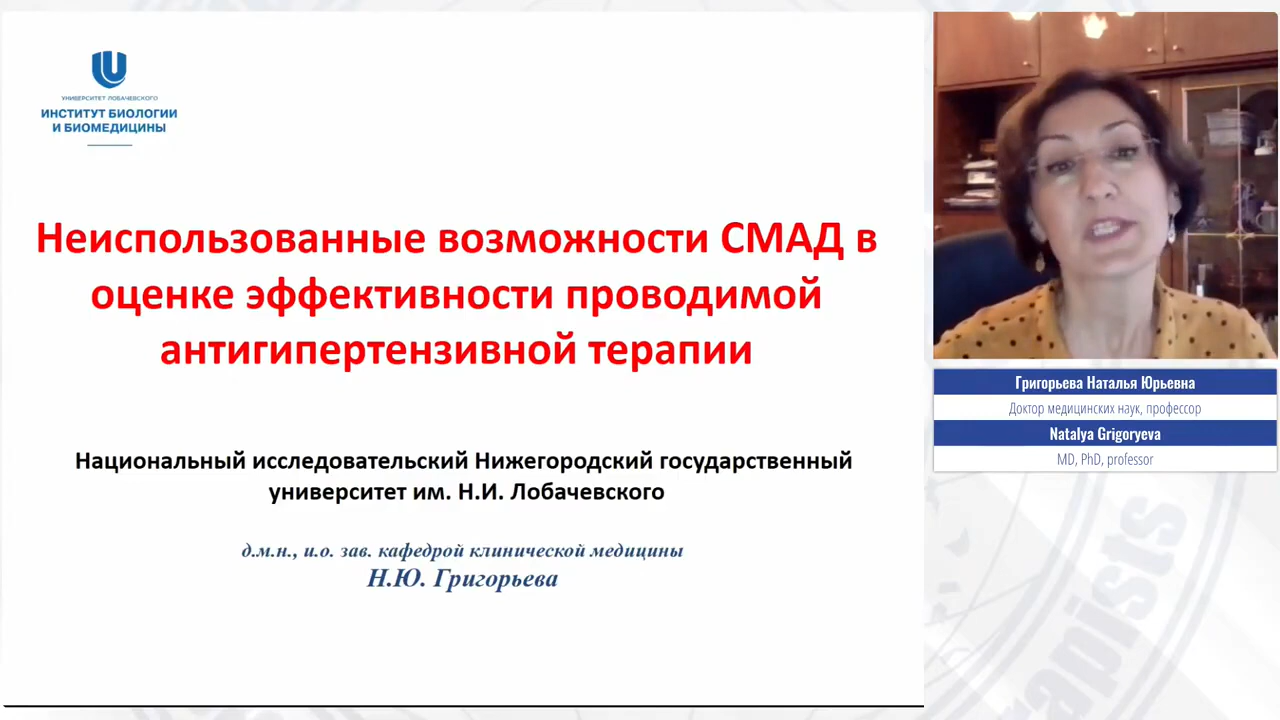 УНИВЕРСИТЕТ ЛОБАЧЕВСКОГО
ИНСТИТУТ БИОЛОГИИ
И БИОМЕДИЦИНЫ
Неиспользованные возможности СМАД в
оценке эффективности проводимой
антигипертензивной терапии
Национальный исследовательский Нижегородский государственный
университет им. Н.И. Лобачевского
д.м.н., и.о. зав. кафедрой клинической медицины
Н.Ю. Григорьева
Григорьева Наталья Юрьевна
Доктор медицинских наук, профессор
Natalya Grigoryeva
MD, PhD, professor